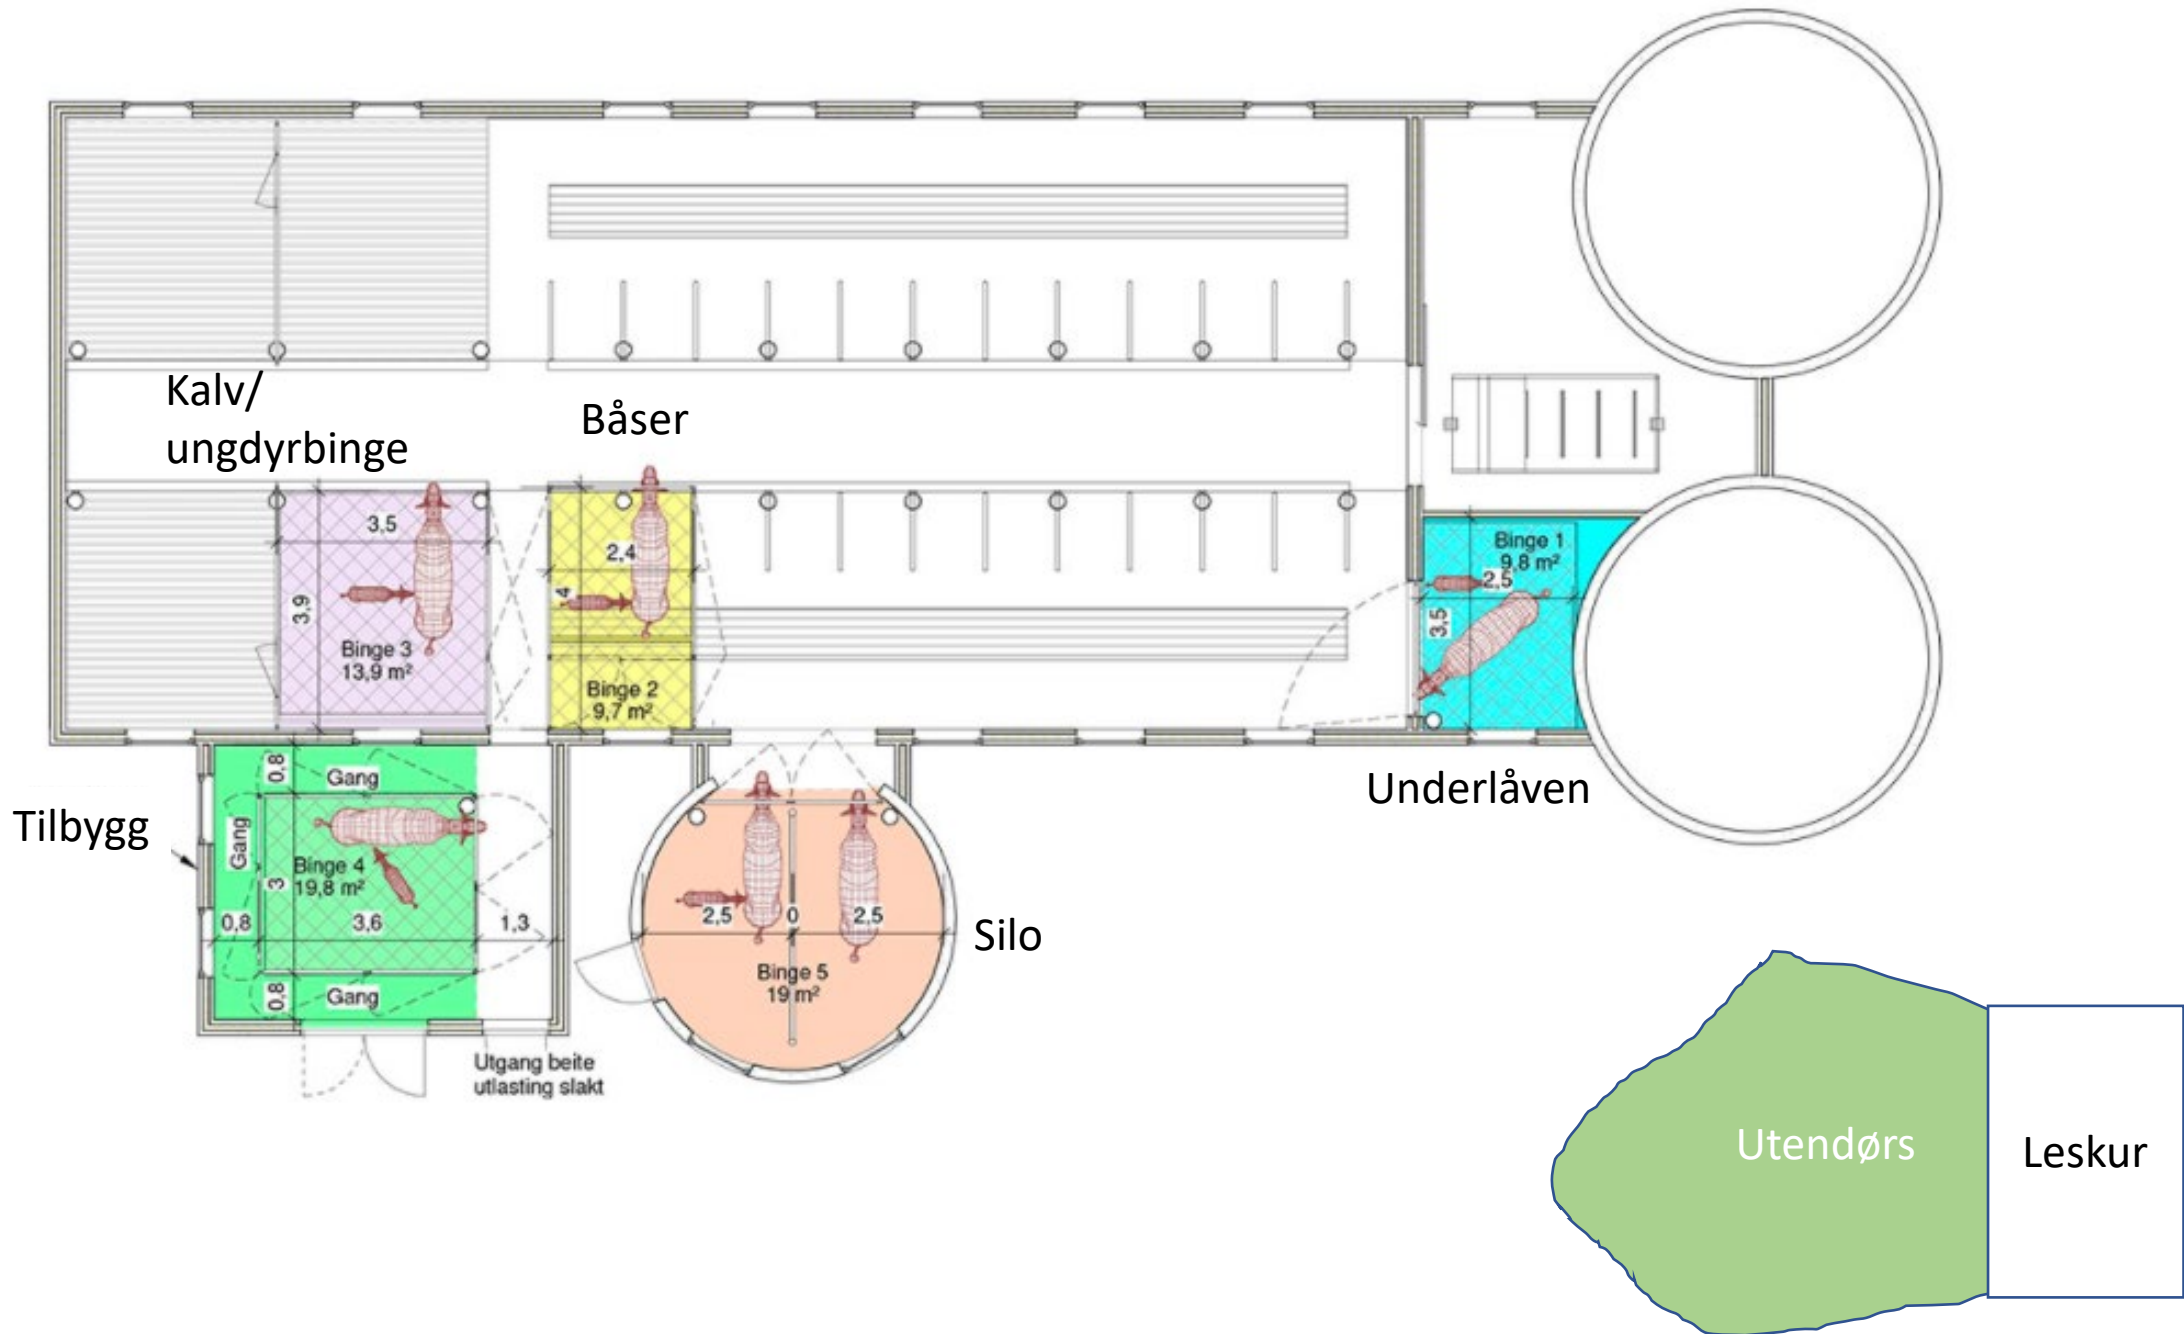 Kalv/
ungdyrbinge
Båser
3,5
3,9
Binge 3
13,9 m²
2,4
4
Binge 2
9,7 m²
Binge 1
9,8 m²
2,5
3,5
Underlåven
Tilbygg
0,8
Gang
Gang
Binge 4
19,8 m²
3
0,8
3,6
1,3
0,8
Gang
Utgang beite
utlasting slakt
2,5
0
2,5
Binge 5
19 m²
Silo
Utendørs
Leskur